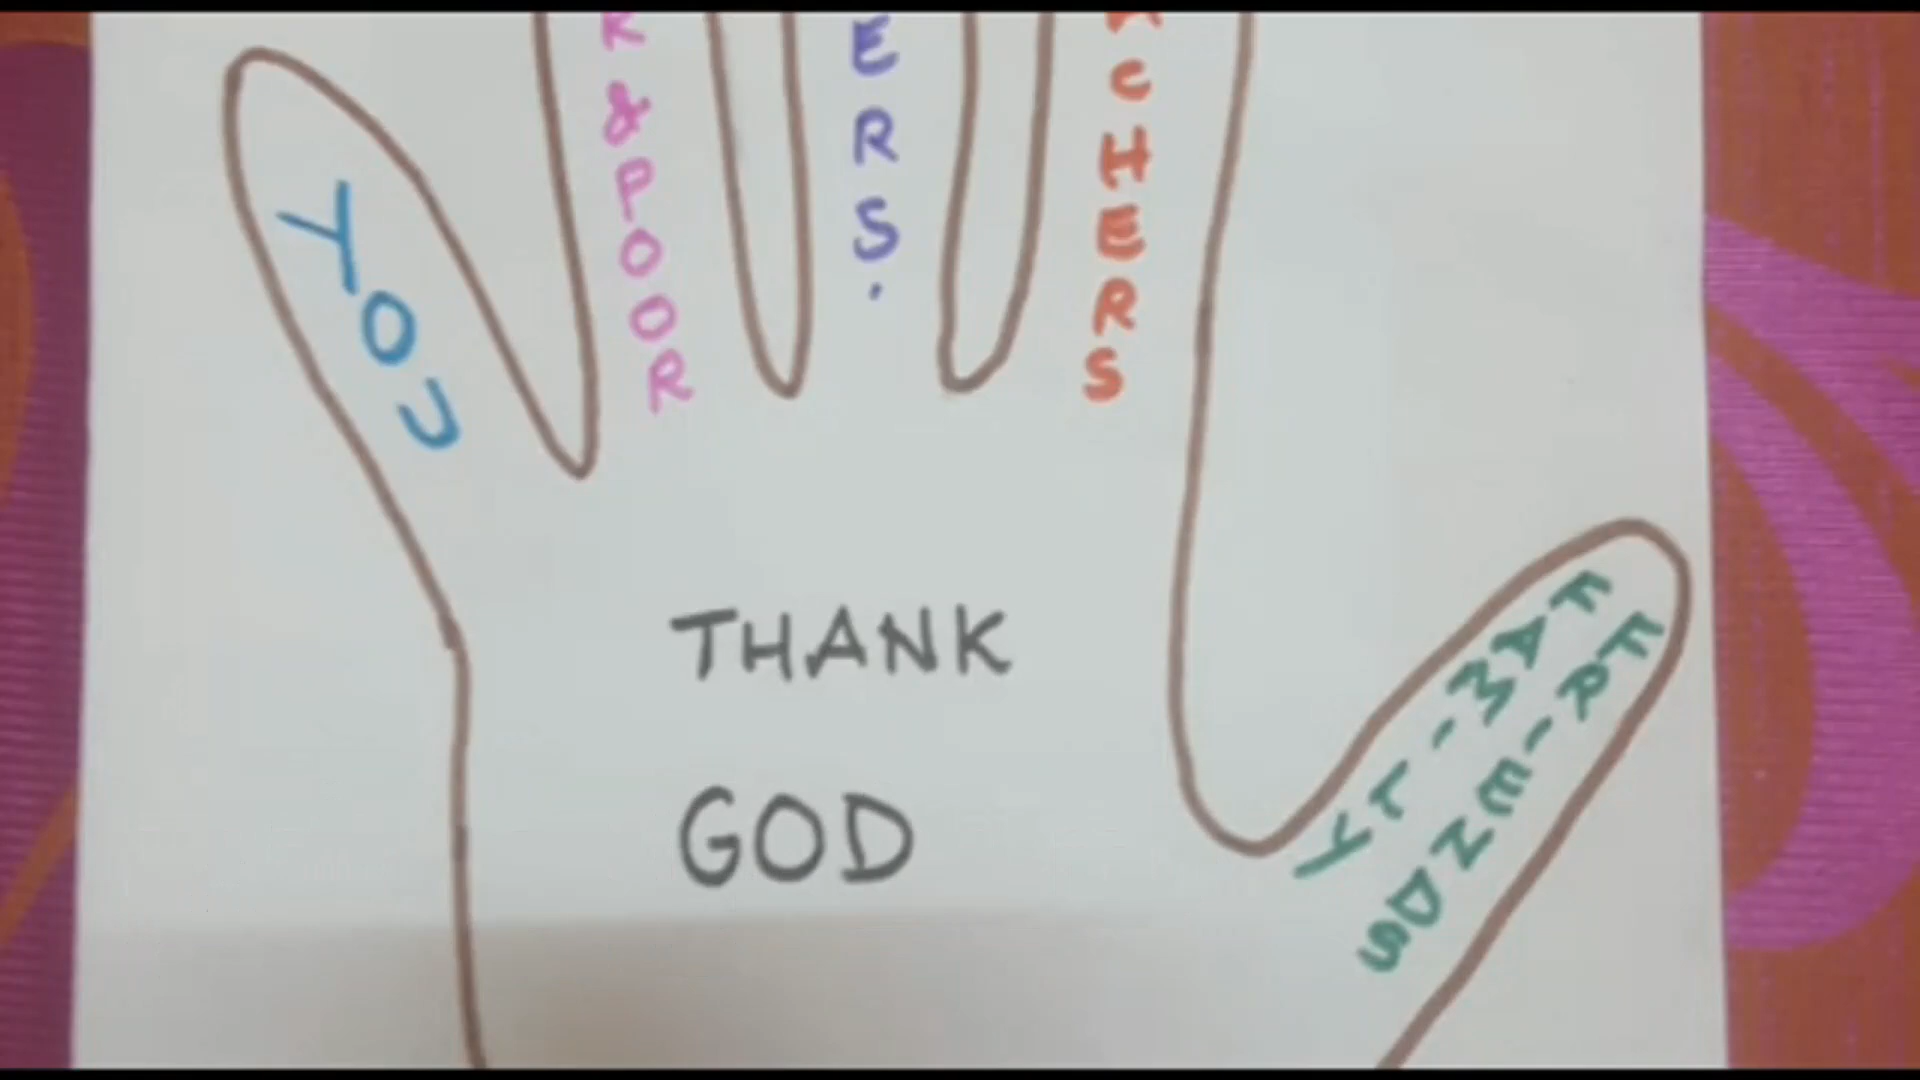 YOU
& POOR
ERS.
CHERS
FAMILY
FRIENDS
THANK
GOD